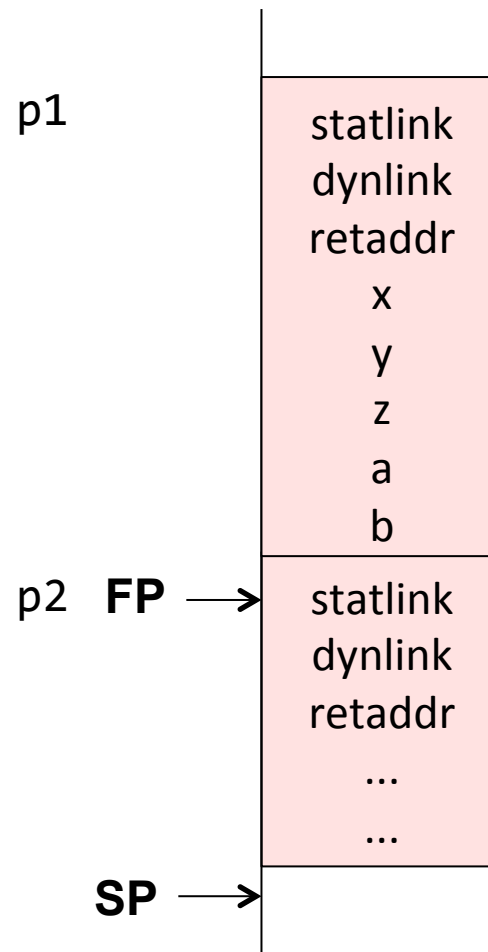 p1
statlink
dynlink
retaddr
x
y
z
a
b
p2 FP statlink
dynlink
retaddr
...
...
SP